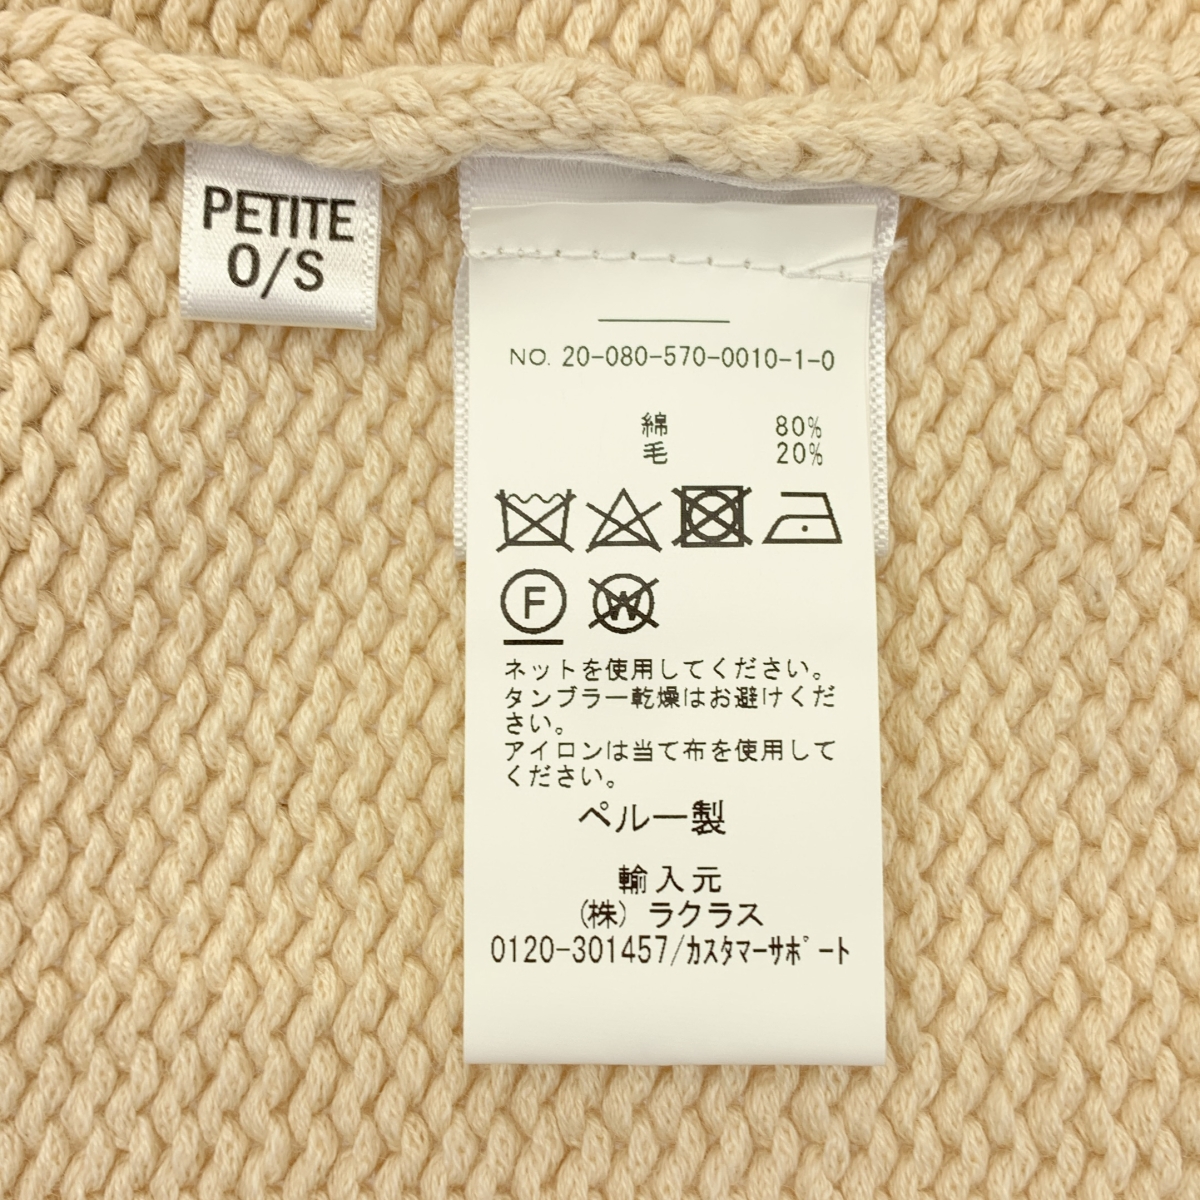 PETITE
O/S
NO. 20-080-570-0010-1-0
綿 80%
毛 20%
F
W
ネットを使用してください。
タンブラー乾燥はお避けくだ
さい。
アイロンは当て布を使用して
ください。
ペルー製
輸入元
(株) ラクラス
0120-301457/ｶｽﾀﾏｰｻﾎﾟｰﾄ